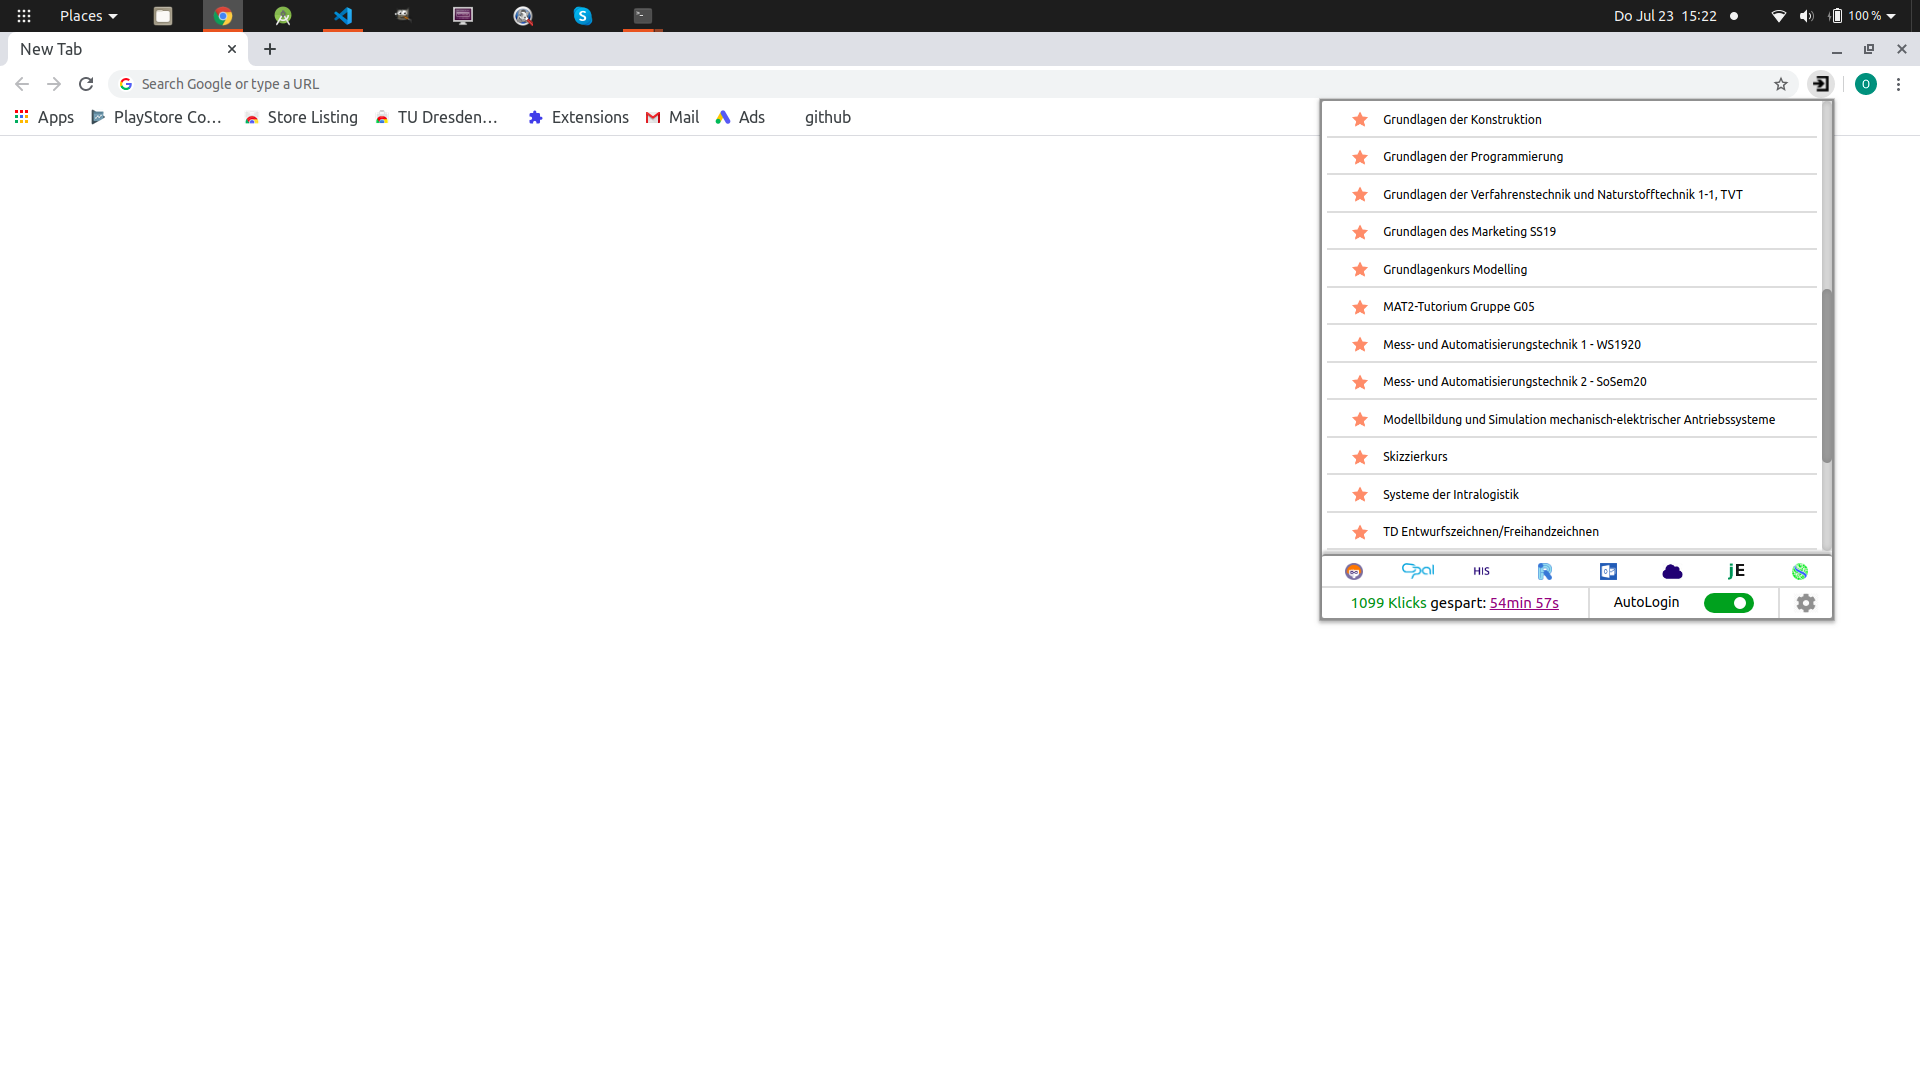 Places
Do Jul 23 15:22
100 %
New Tab
Search Google or type a URL
O
Apps
PlayStore Co...
Store Listing
TU Dresden...
Extensions
Mail
Ads
github
Grundlagen der Konstruktion
Grundlagen der Programmierung
Grundlagen der Verfahrenstechnik und Naturstofftechnik 1-1, TVT
Grundlagen des Marketing SS19
Grundlagenkurs Modelling
MAT2-Tutorium Gruppe G05
Mess- und Automatisierungstechnik 1 - WS1920
Mess- und Automatisierungstechnik 2 - SoSem20
Modellbildung und Simulation mechanisch-elektrischer Antriebssysteme
Skizzierkurs
Systeme der Intralogistik
TD Entwurfszeichnen/Freihandzeichnen
Opal
HIS
jE
1099 Klicks gespart: 54min 57s
AutoLogin